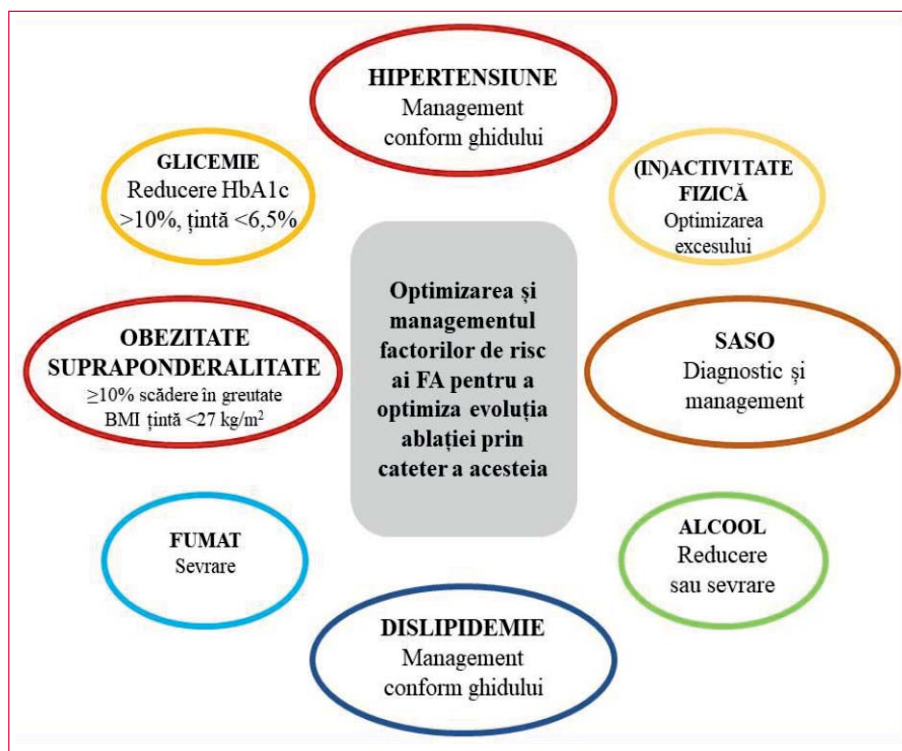 HIPERTENSIUNE
Management
conform ghidului
GLICEMIE
Reducere HbA1c
>10%, țintă <6,5%
(IN)ACTIVITATE
FIZICĂ
Optimizarea
excesului
Optimizarea și
managementul
factorilor de risc
ai FA pentru a
optimiza evoluția
ablației prin
cateter a acesteia
OBEZITATE
SUPRAPONDERALITATE
≥10% scădere în greutate
BMI țintă <27 kg/m²
SASO
Diagnostic și
management
FUMAT
Sevrare
ALCOOL
Reducere
sau sevrare
DISLIPIDEMIE
Management
conform ghidului